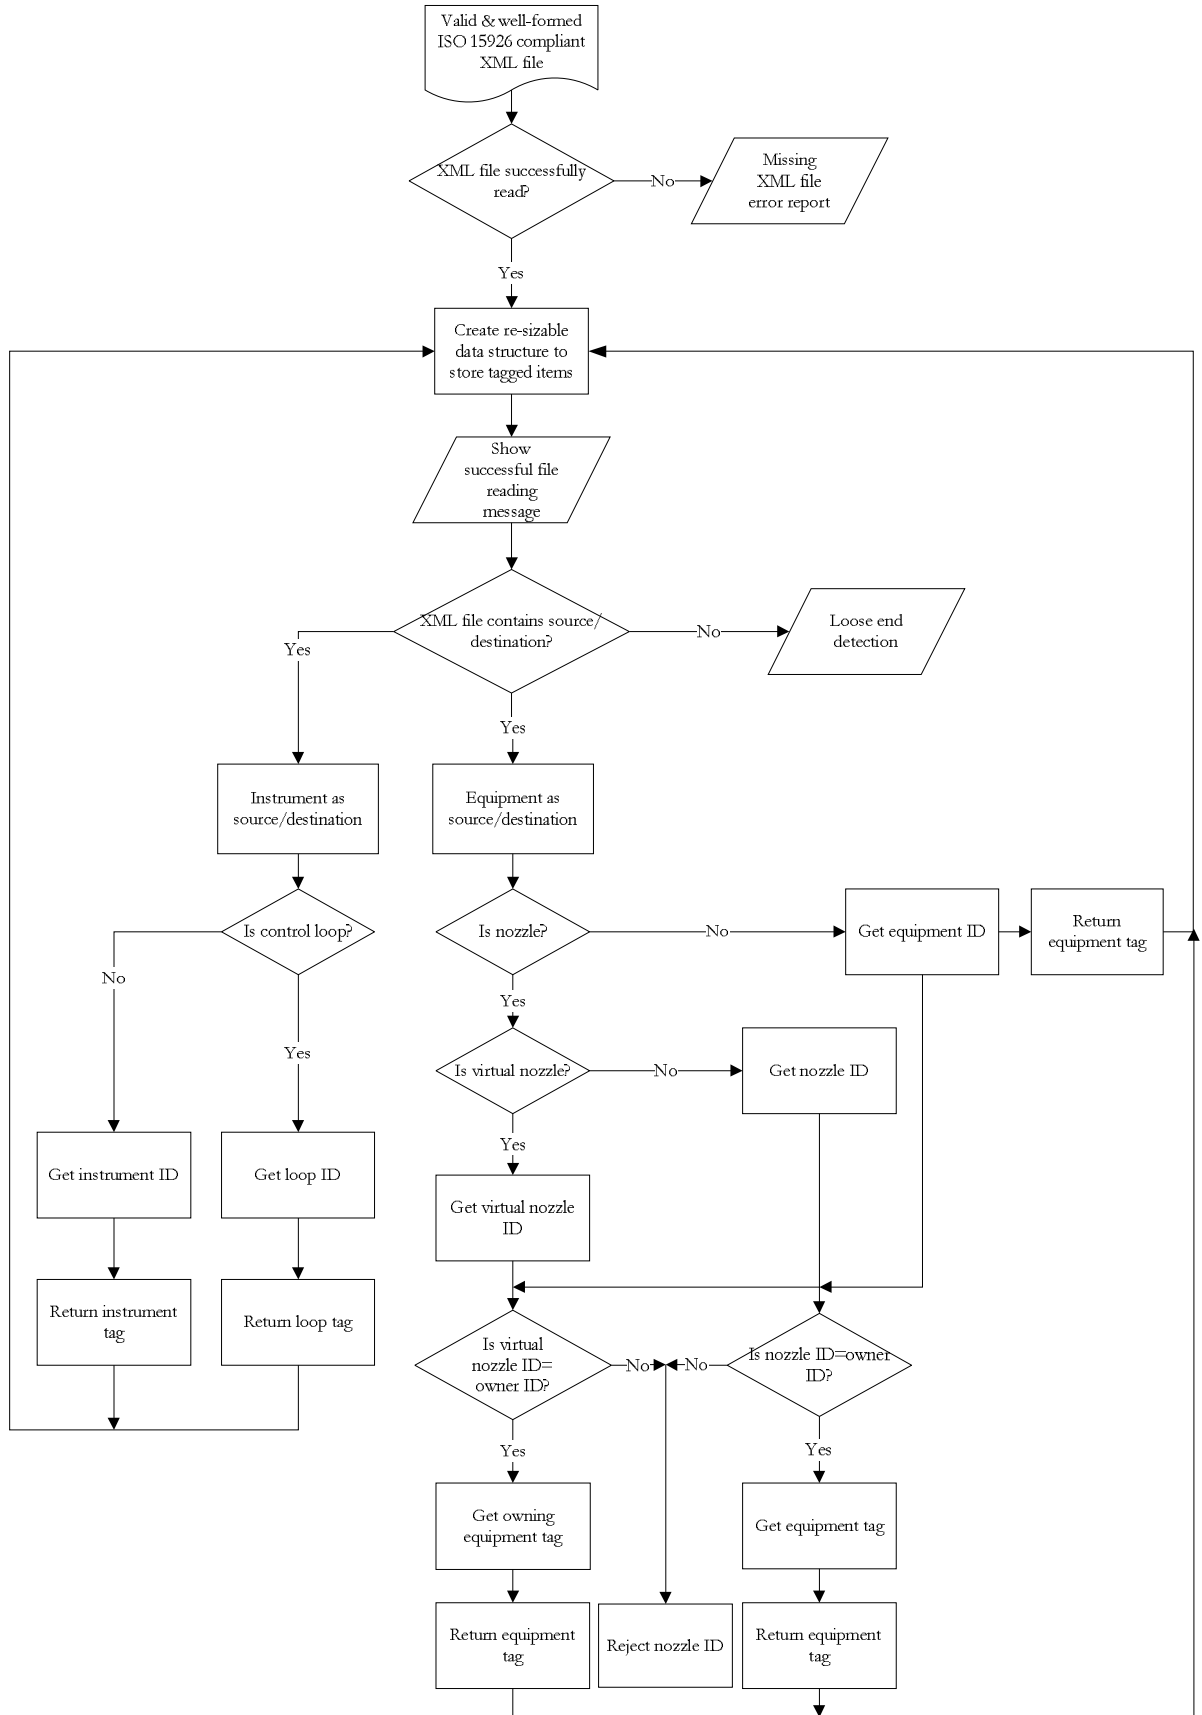 Valid & well-formed
ISO 15926 compliant
XML file
XML file successfully
read?
No
Missing
XML file
error report
Yes
Create re-sizable
data structure to
store tagged items
Show
successful file
reading
message
XML file contains source/
destination?
No
Loose end
detection
Yes
Yes
Instrument as
source/destination
Equipment as
source/destination
Is control loop?
Is nozzle?
No
Get equipment ID
Return
equipment tag
No
Yes
Yes
Is virtual nozzle?
No
Get nozzle ID
Yes
Get instrument ID
Get loop ID
Get virtual nozzle
ID
Return instrument
tag
Return loop tag
Is virtual
nozzle ID=
owner ID?
No
No
Is nozzle ID=owner
ID?
Yes
Yes
Get owning
equipment tag
Get equipment tag
Return equipment
tag
Reject nozzle ID
Return equipment
tag